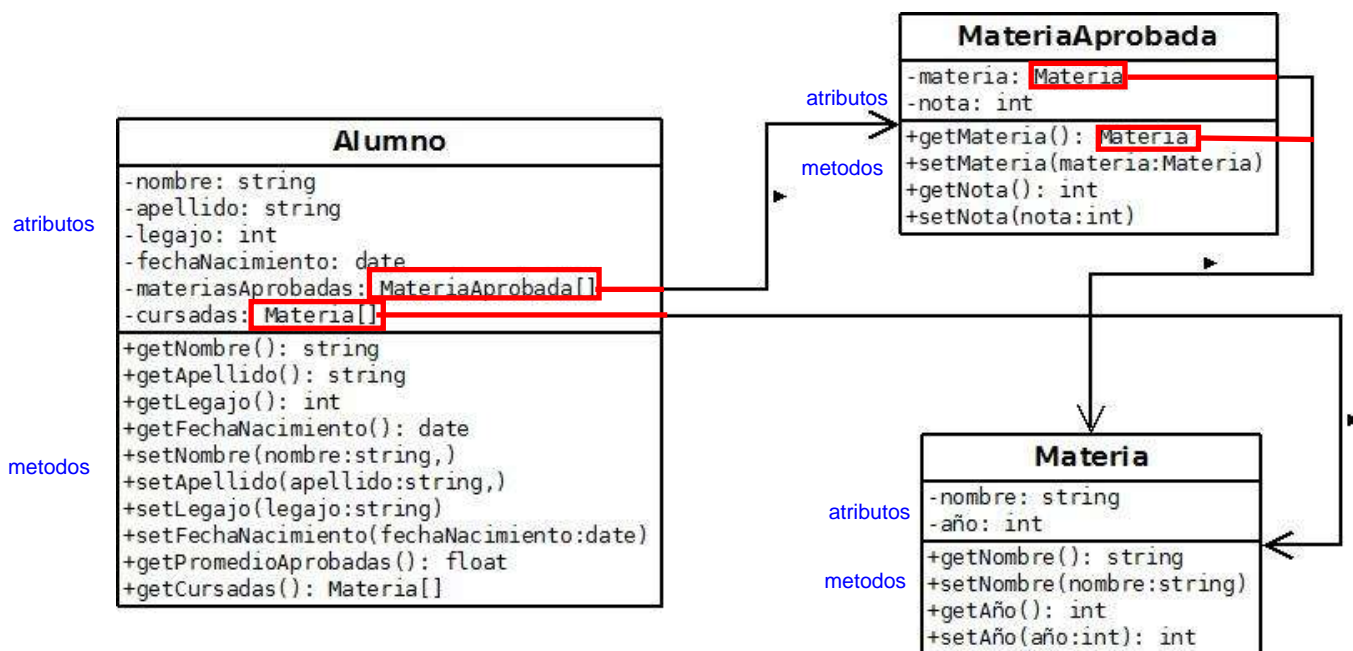 Alumno
atributos
-nombre: string
-apellido: string
-legajo: int
-fechaNacimiento: date
-materiasAprobadas: MateriaAprobada[]
-cursadas: Materia[]
metodos
+getNombre(): string
+getApellido(): string
+getLegajo(): int
+getFechaNacimiento(): date
+setNombre(nombre:string,)
+setApellido(apellido:string,)
+setLegajo(legajo:string)
+setFechaNacimiento(fechaNacimiento:date)
+getPromedioAprobadas(): float
+getCursadas(): Materia[]
MateriaAprobada
atributos
-materia: Materia
-nota: int
metodos
+getMateria(): Materia
+setMateria(materia:Materia)
+getNota(): int
+setNota(nota:int)
Materia
atributos
-nombre: string
-año: int
metodos
+getNombre(): string
+setNombre(nombre:string)
+getAño(): int
+setAño(año:int): int